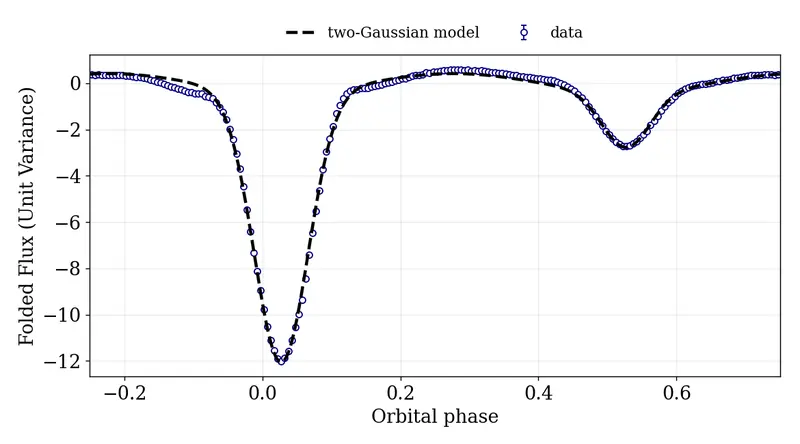 two-Gaussian model data
0
−2
−4
−6
−8
−10
−12
Folded Flux (Unit Variance)
−0.2 0.0 0.2 0.4 0.6
Orbital phase